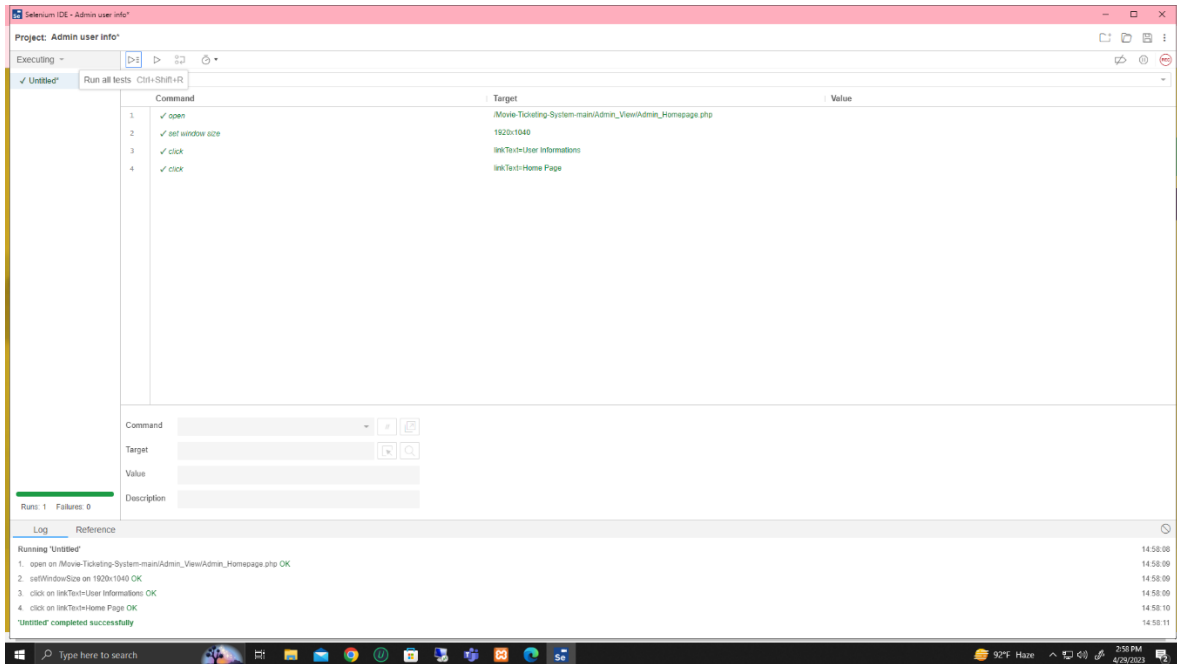 Selenium IDE - Admin user info*
Project: Admin user info*
Executing
✓ Untitled*
Run all tests Ctrl+Shift+R
REC
Command Target Value
1 ✓ open /Movie-Ticketing-System-main/Admin_View/Admin_Homepage.php
2 ✓ set window size 1920x1040
3 ✓ click linkText=User Informations
4 ✓ click linkText=Home Page
Command
//
Target
Value
Description
Runs: 1 Failures: 0
Log Reference
Running 'Untitled' 14:58:08
1. open on /Movie-Ticketing-System-main/Admin_View/Admin_Homepage.php OK 14:58:09
2. setWindowSize on 1920x1040 OK 14:58:09
3. click on linkText=User Informations OK 14:58:09
4. click on linkText=Home Page OK 14:58:10
'Untitled' completed successfully 14:58:11
Type here to search
Se
92°F Haze
2:58 PM
4/29/2023
2